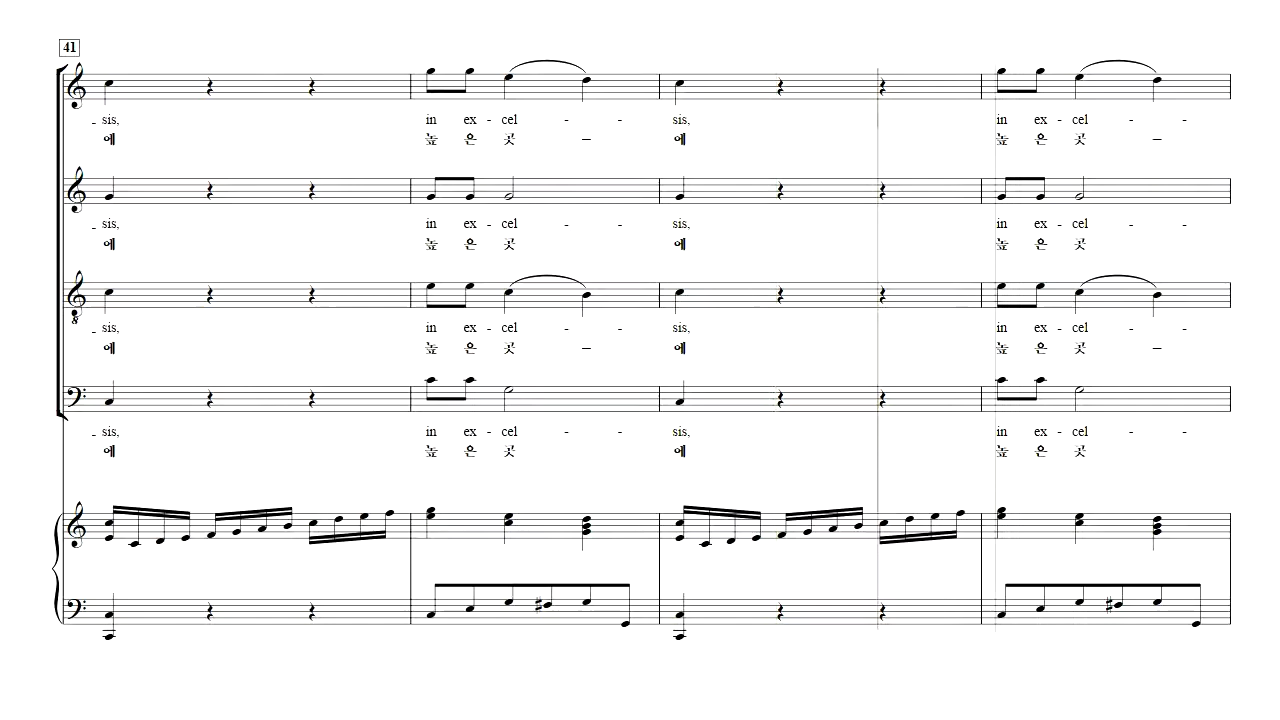 41
_ sis, in ex - cel - - sis, in ex - cel - -
에 높 은 곳 – 에 높 은 곳 –
_ sis, in ex - cel - - sis, in ex - cel - -
에 높 은 곳 에 높 은 곳
_ sis, in ex - cel - - sis, in ex - cel - -
에 높 은 곳 – 에 높 은 곳 –
_ sis, in ex - cel - - sis, in ex - cel - -
에 높 은 곳 에 높 은 곳